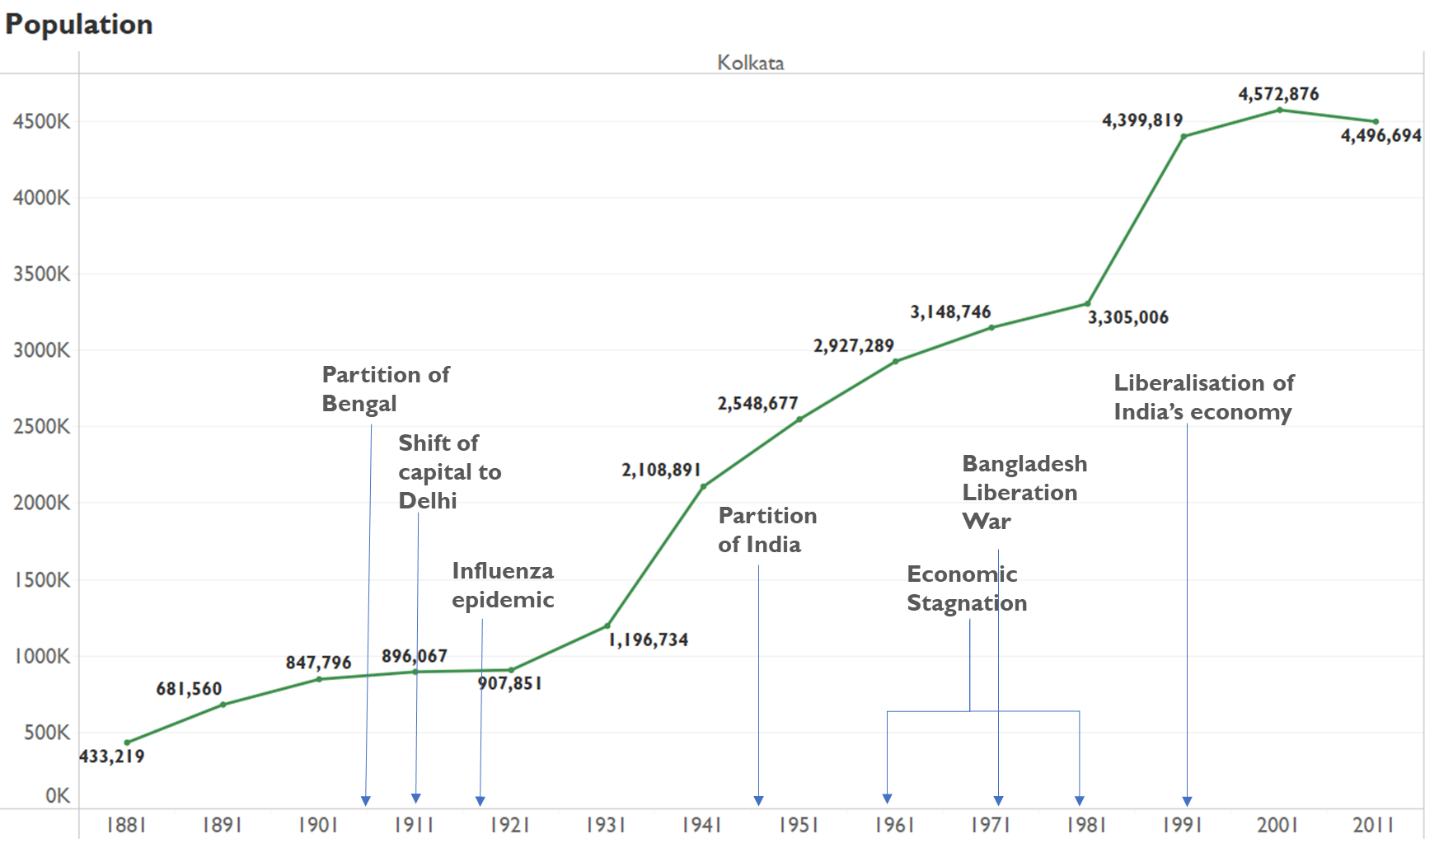 Population
Kolkata
4500K
4000K
3500K
3000K
2500K
2000K
1500K
1000K
500K
0K
433,219
681,560
847,796
896,067
907,851
1,196,734
2,108,891
2,548,677
2,927,289
3,148,746
3,305,006
4,399,819
4,572,876
4,496,694
Partition of
Bengal
Shift of
capital to
Delhi
Influenza
epidemic
Partition
of India
Economic
Stagnation
Bangladesh
Liberation
War
Liberalisation of
India’s economy
1881 1891 1901 1911 1921 1931 1941 1951 1961 1971 1981 1991 2001 2011